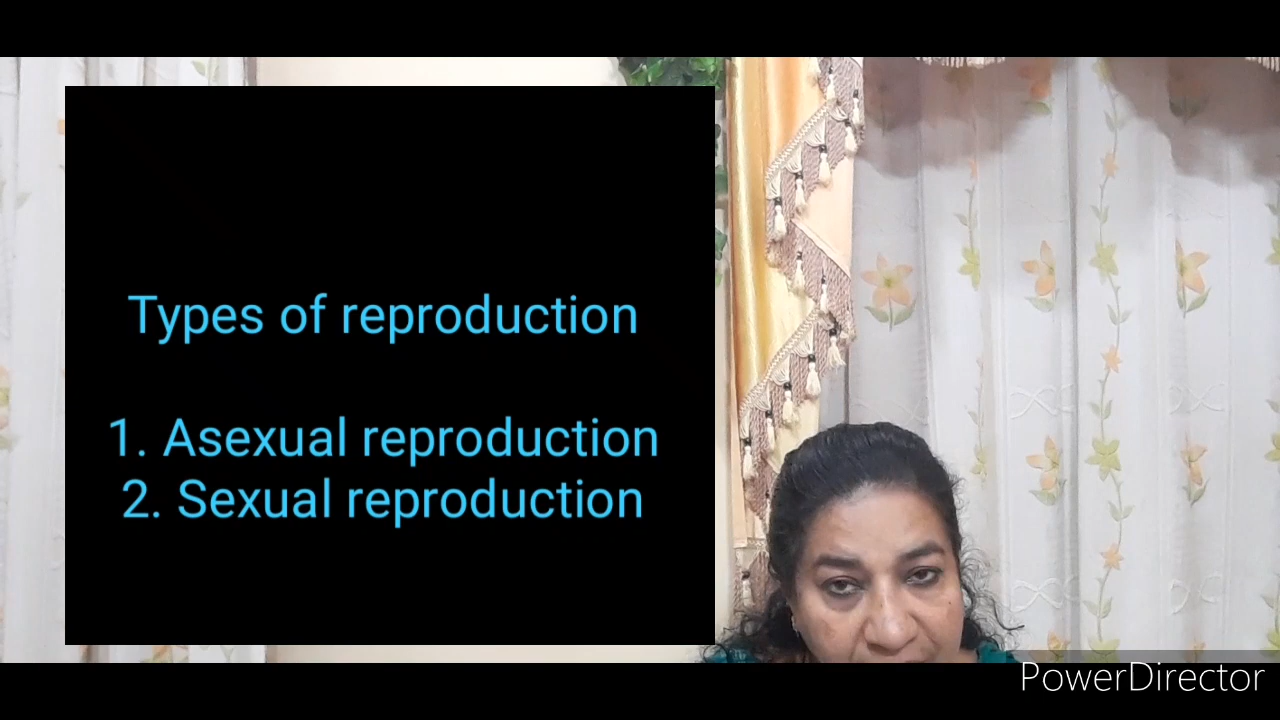 Types of reproduction
1. Asexual reproduction
2. Sexual reproduction
PowerDirector